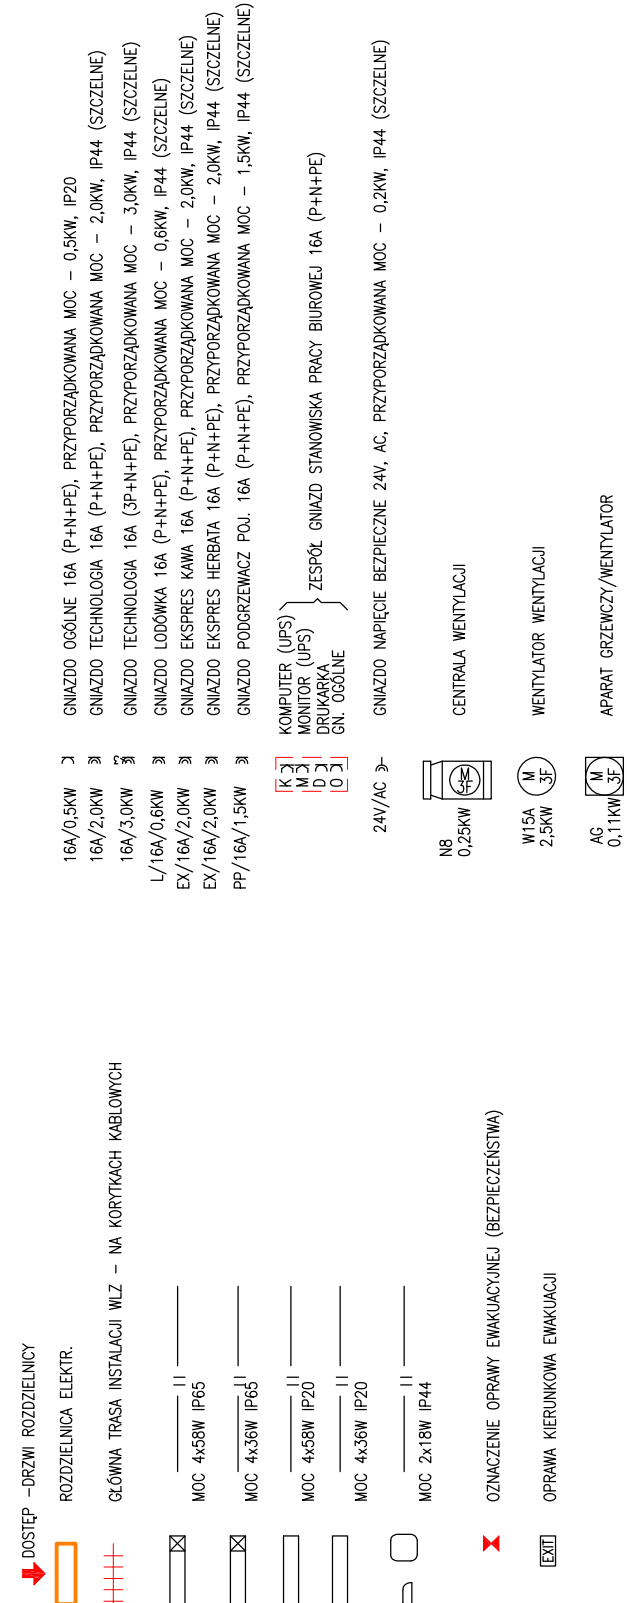 DOSTĘP –DRZWI ROZDZIELNICY
ROZDZIELNICA ELEKTR.
GŁÓWNA TRASA INSTALACJI WLZ – NA KORYTKACH KABLOWYCH
—— || ——
MOC 4x58W IP65
—— || ——
MOC 4x36W IP65
—— || ——
MOC 4x58W IP20
—— || ——
MOC 4x36W IP20
—— || ——
MOC 2x18W IP44
OZNACZENIE OPRAWY EWAKUACYJNEJ (BEZPIECZEŃSTWA)
EXIT OPRAWA KIERUNKOWA EWAKUACJI
16A/0,5KW GNIAZDO OGÓLNE 16A (P+N+PE), PRZYPORZĄDKOWANA MOC – 0,5KW, IP20
16A/2,0KW GNIAZDO TECHNOLOGIA 16A (P+N+PE), PRZYPORZĄDKOWANA MOC – 2,0KW, IP44 (SZCZELNE)
16A/3,0KW 3 GNIAZDO TECHNOLOGIA 16A (3P+N+PE), PRZYPORZĄDKOWANA MOC – 3,0KW, IP44 (SZCZELNE)
L/16A/0,6KW GNIAZDO LODÓWKA 16A (P+N+PE), PRZYPORZĄDKOWANA MOC – 0,6KW, IP44 (SZCZELNE)
EX/16A/2,0KW GNIAZDO EKSPRES KAWA 16A (P+N+PE), PRZYPORZĄDKOWANA MOC – 2,0KW, IP44 (SZCZELNE)
EX/16A/2,0KW GNIAZDO EKSPRES HERBATA 16A (P+N+PE), PRZYPORZĄDKOWANA MOC – 2,0KW, IP44 (SZCZELNE)
PP/16A/1,5KW GNIAZDO PODGRZEWACZ POJ. 16A (P+N+PE), PRZYPORZĄDKOWANA MOC – 1,5KW, IP44 (SZCZELNE)
K KOMPUTER (UPS)
M MONITOR (UPS)
D DRUKARKA
O GN. OGÓLNE
ZESPÓŁ GNIAZD STANOWISKA PRACY BIUROWEJ 16A (P+N+PE)
24V/AC GNIAZDO NAPIĘCIE BEZPIECZNE 24V, AC, PRZYPORZĄDKOWANA MOC – 0,2KW, IP44 (SZCZELNE)
N8
0,25KW
M
3F
CENTRALA WENTYLACJI
W15A
2,5KW
M
3F
WENTYLATOR WENTYLACJI
AG
0,11KW
M
3F
APARAT GRZEWCZY/WENTYLATOR